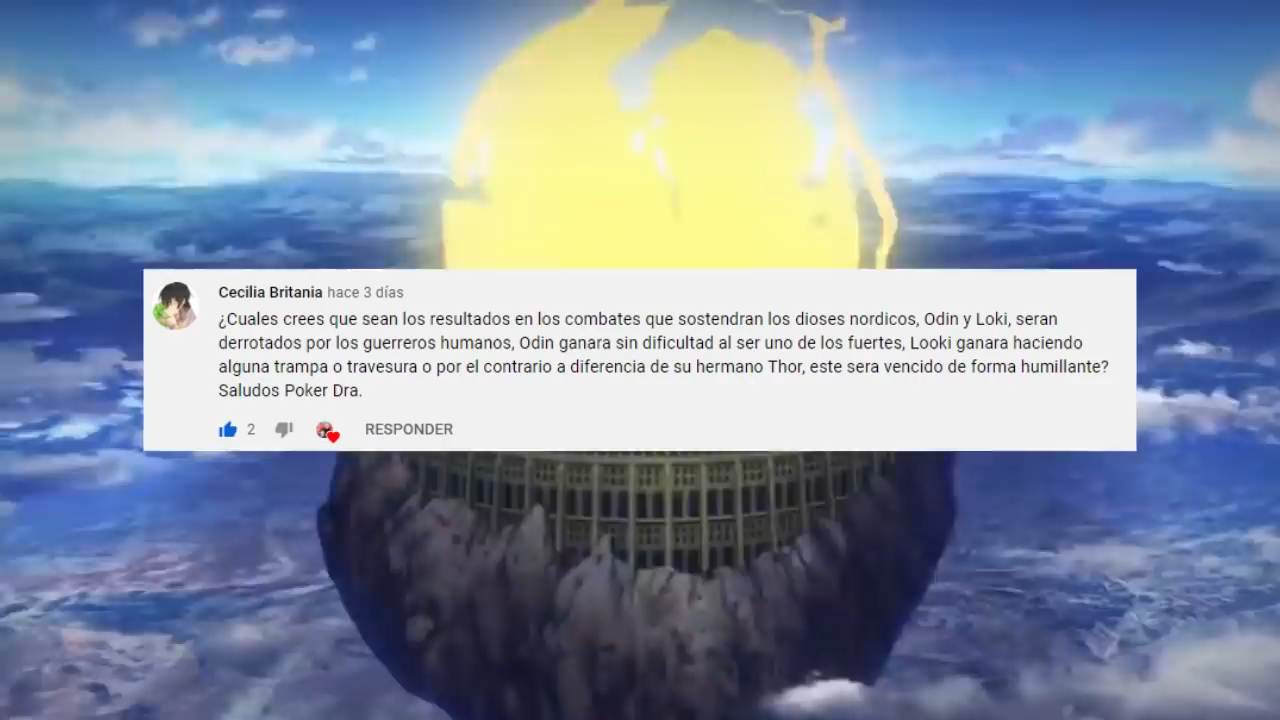 Cecilia Britania hace 3 días
¿Cuales crees que sean los resultados en los combates que sostendran los dioses nordicos, Odin y Loki, seran
derrotados por los guerreros humanos, Odin ganara sin dificultad al ser uno de los fuertes, Looki ganara haciendo
alguna trampa o travesura o por el contrario a diferencia de su hermano Thor, este sera vencido de forma humillante?
Saludos Poker Dra.
2 RESPONDER